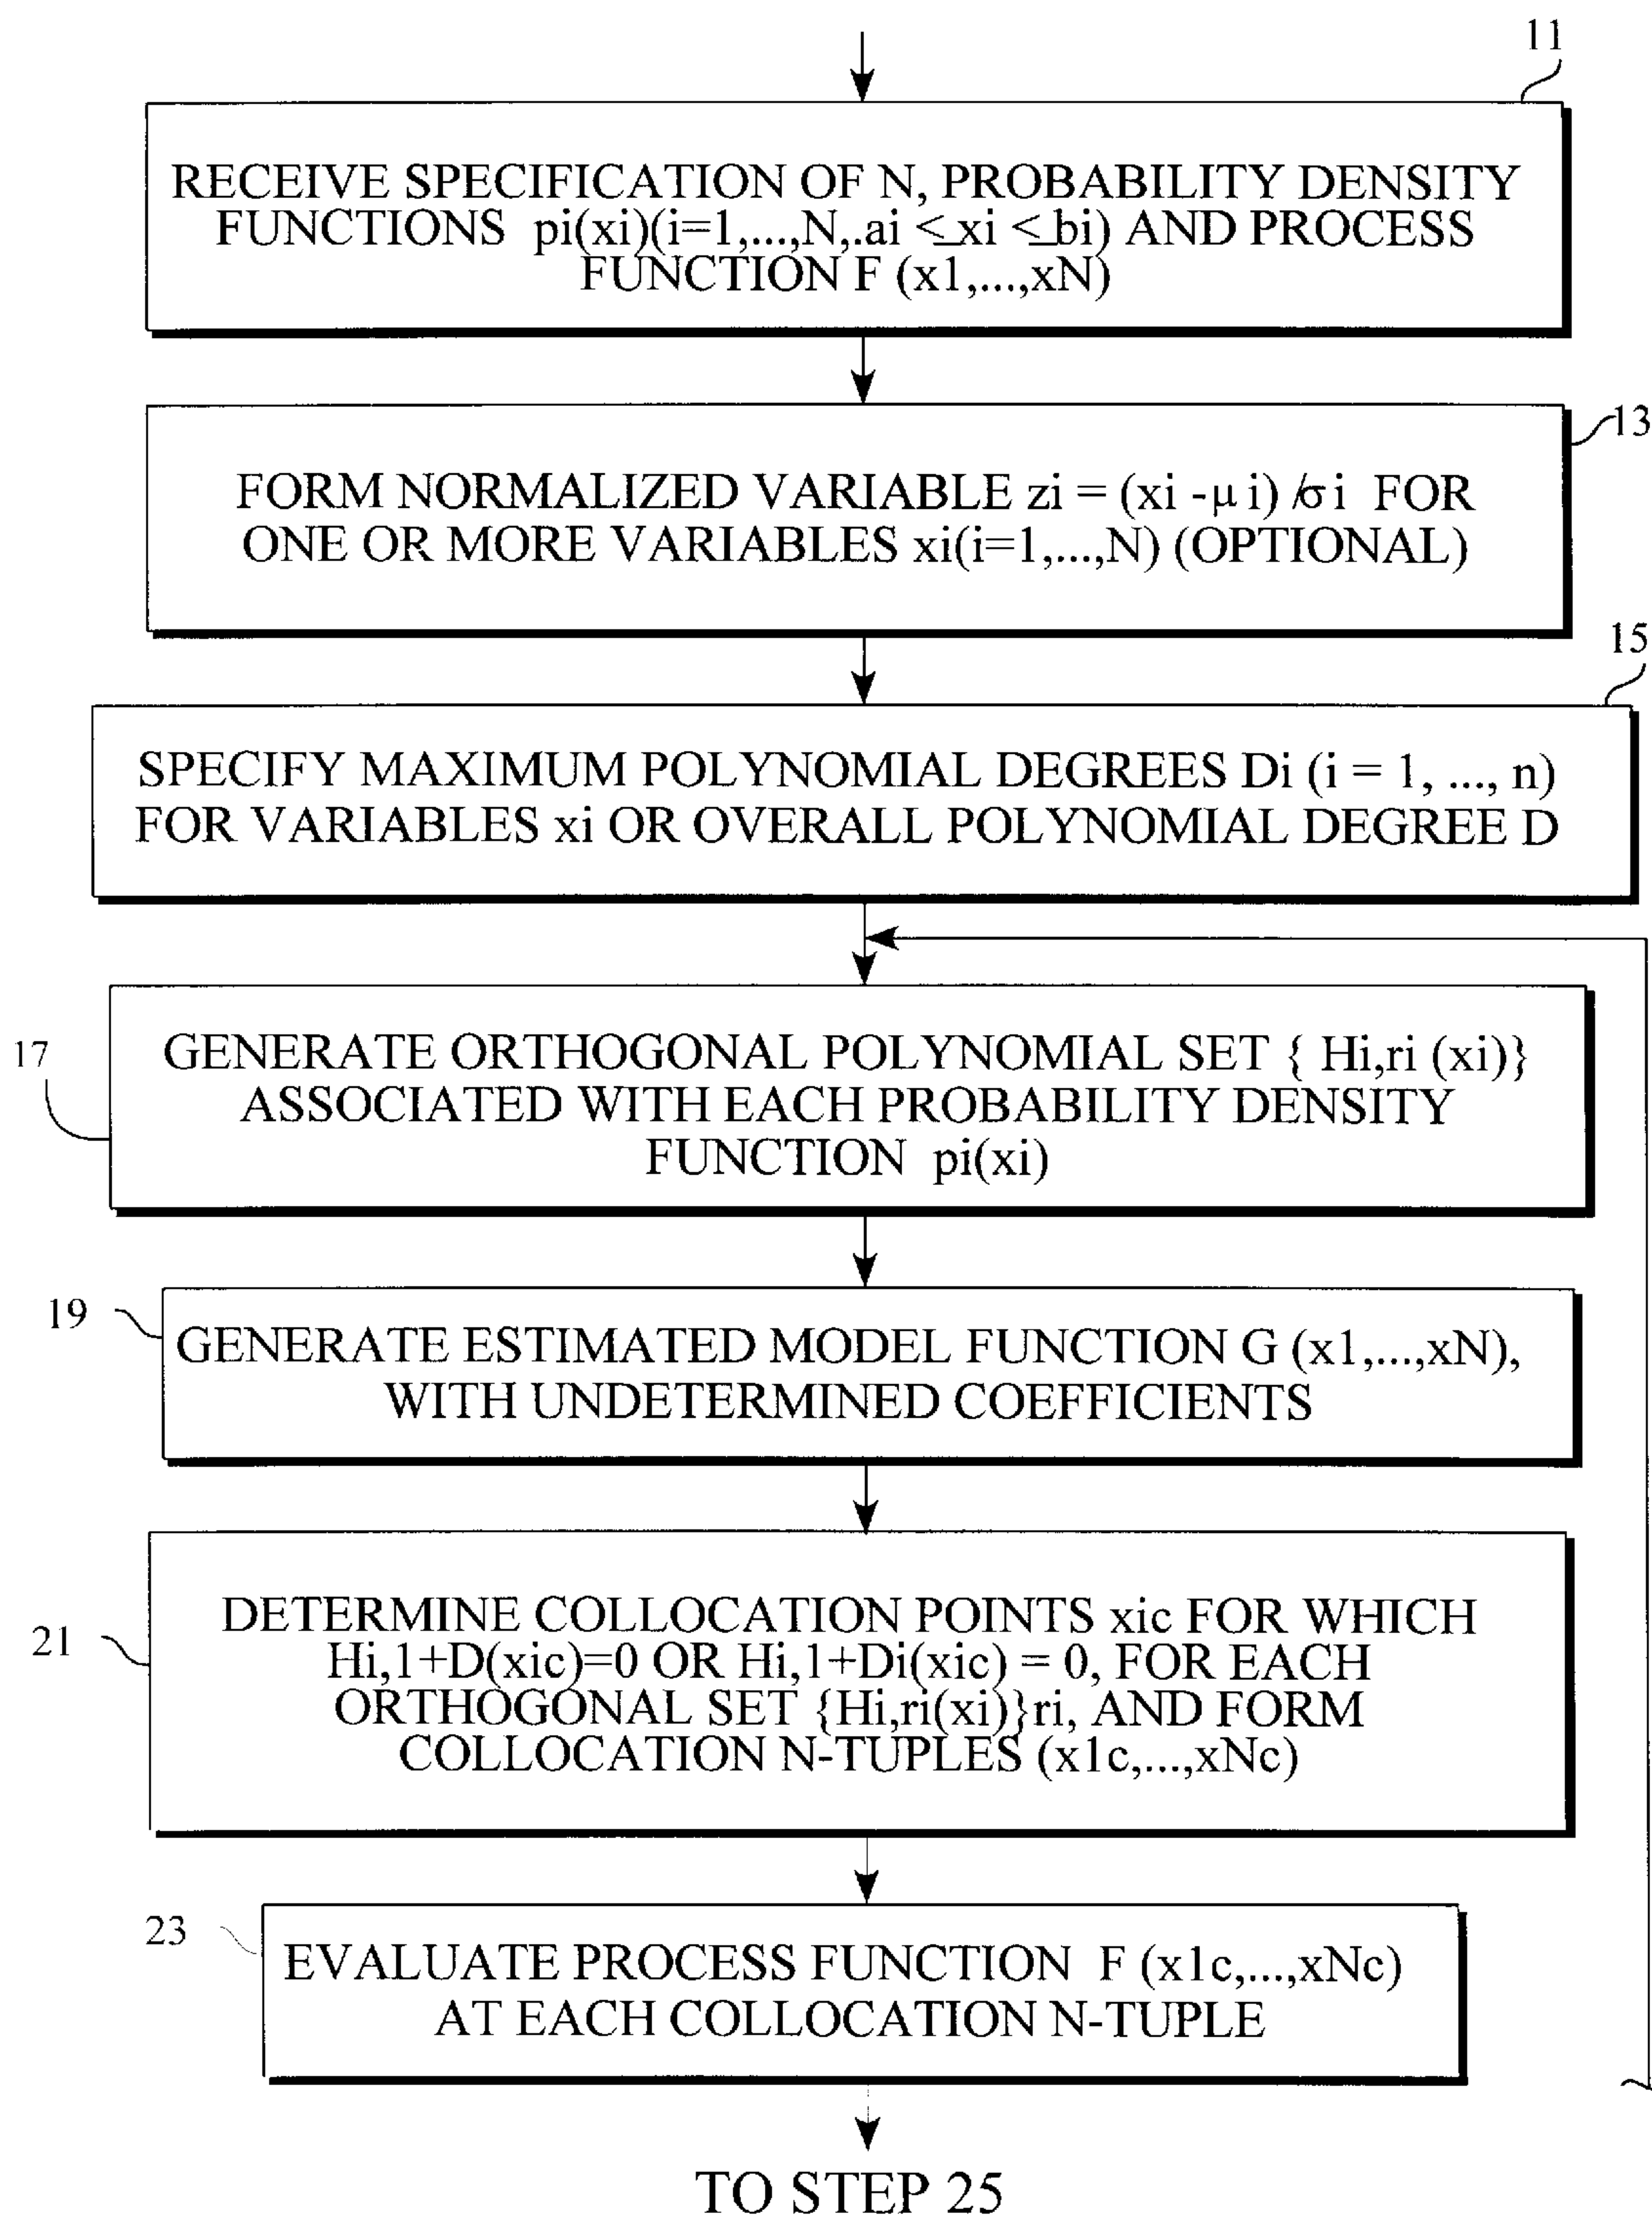 11
RECEIVE SPECIFICATION OF N, PROBABILITY DENSITY
FUNCTIONS pi(xi)(i=1,...,N,.ai ≤ xi ≤ bi) AND PROCESS
FUNCTION F (x1,...,xN)
13
FORM NORMALIZED VARIABLE zi = (xi -μ i) /σ i FOR
ONE OR MORE VARIABLES xi(i=1,...,N) (OPTIONAL)
15
SPECIFY MAXIMUM POLYNOMIAL DEGREES Di (i = 1, ..., n)
FOR VARIABLES xi OR OVERALL POLYNOMIAL DEGREE D
17
GENERATE ORTHOGONAL POLYNOMIAL SET { Hi,ri (xi)}
ASSOCIATED WITH EACH PROBABILITY DENSITY
FUNCTION pi(xi)
19
GENERATE ESTIMATED MODEL FUNCTION G (x1,...,xN),
WITH UNDETERMINED COEFFICIENTS
21
DETERMINE COLLOCATION POINTS xic FOR WHICH
Hi,1+D(xic)=0 OR Hi,1+Di(xic) = 0, FOR EACH
ORTHOGONAL SET {Hi,ri(xi)}ri, AND FORM
COLLOCATION N-TUPLES (x1c,...,xNc)
23
EVALUATE PROCESS FUNCTION F (x1c,...,xNc)
AT EACH COLLOCATION N-TUPLE
TO STEP 25